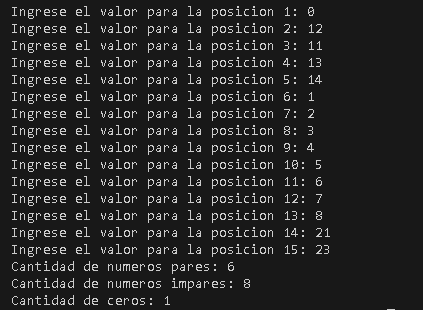 Ingrese el valor para la posicion 1: 0
Ingrese el valor para la posicion 2: 12
Ingrese el valor para la posicion 3: 11
Ingrese el valor para la posicion 4: 13
Ingrese el valor para la posicion 5: 14
Ingrese el valor para la posicion 6: 1
Ingrese el valor para la posicion 7: 2
Ingrese el valor para la posicion 8: 3
Ingrese el valor para la posicion 9: 4
Ingrese el valor para la posicion 10: 5
Ingrese el valor para la posicion 11: 6
Ingrese el valor para la posicion 12: 7
Ingrese el valor para la posicion 13: 8
Ingrese el valor para la posicion 14: 21
Ingrese el valor para la posicion 15: 23
Cantidad de numeros pares: 6
Cantidad de numeros impares: 8
Cantidad de ceros: 1